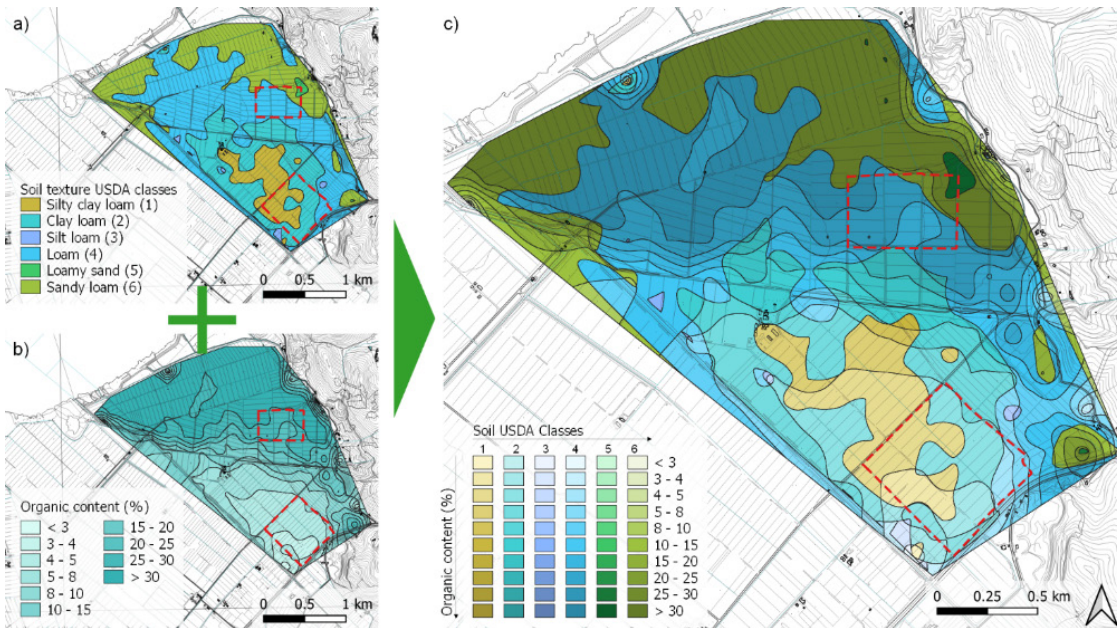 a)
Soil texture USDA classes
Silty clay loam (1)
Clay loam (2)
Silt loam (3)
Loam (4)
Loamy sand (5)
Sandy loam (6)
0 0.5 1 km
b)
Organic content (%)
< 3
3 - 4
4 - 5
5 - 8
8 - 10
10 - 15
15 - 20
20 - 25
25 - 30
> 30
0 0.5 1 km
c)
Soil USDA Classes
1 2 3 4 5 6
Organic content (%)
< 3
3 - 4
4 - 5
5 - 8
8 - 10
10 - 15
15 - 20
20 - 25
25 - 30
> 30
0 0.25 0.5 km